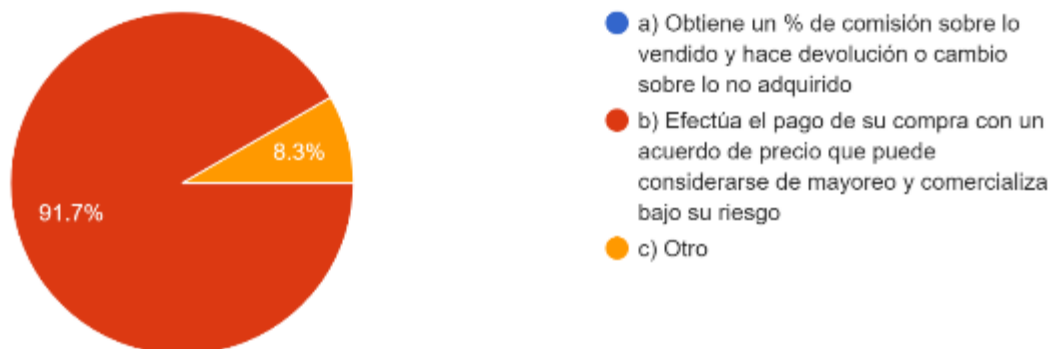 a) Obtiene un % de comisión sobre lo
vendido y hace devolución o cambio
sobre lo no adquirido
b) Efectúa el pago de su compra con un
acuerdo de precio que puede
considerarse de mayoreo y comercializa
bajo su riesgo
c) Otro
8.3%
91.7%